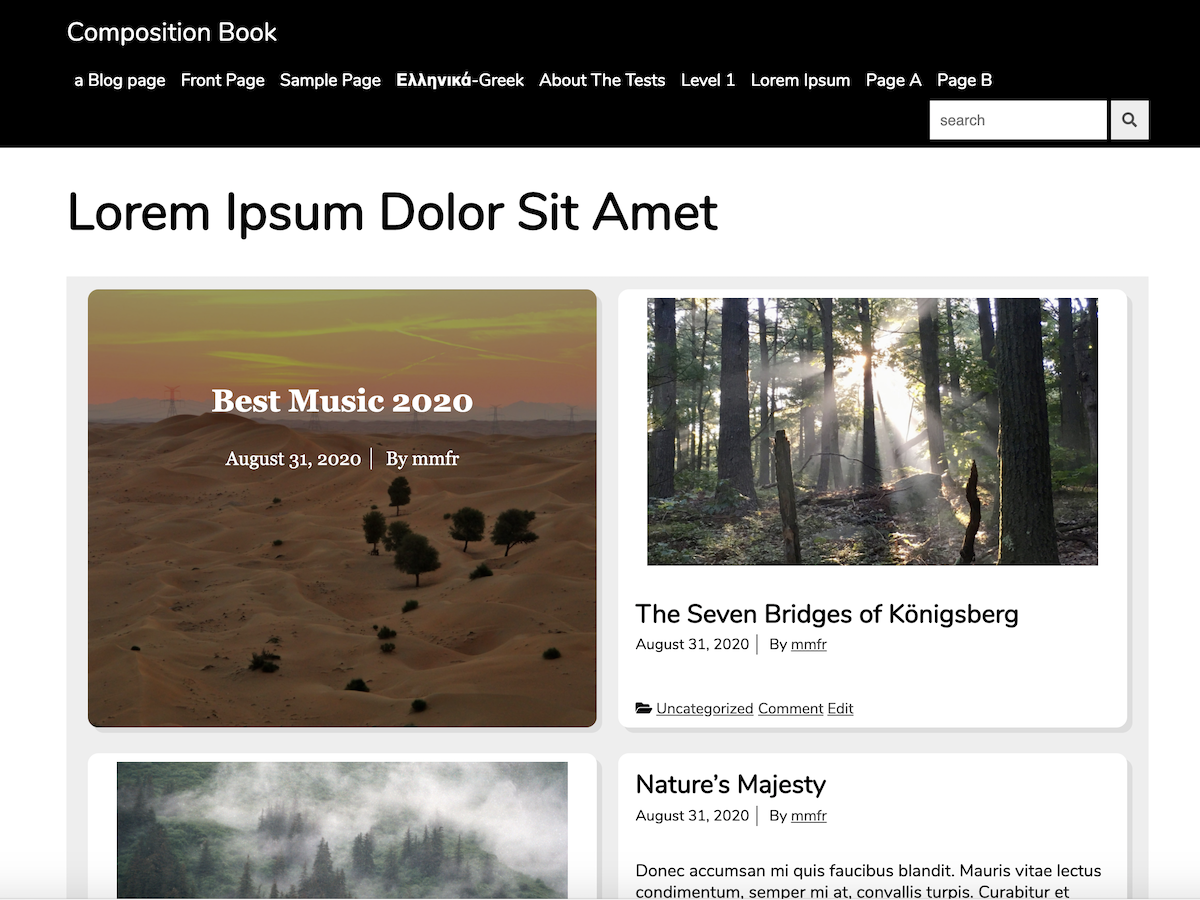 Composition Book
a Blog page Front Page Sample Page Ελληνικά-Greek About The Tests Level 1 Lorem Ipsum Page A Page B
search
Lorem Ipsum Dolor Sit Amet
Best Music 2020
August 31, 2020 By mmfr
The Seven Bridges of Königsberg
August 31, 2020 By mmfr
Uncategorized Comment Edit
Nature’s Majesty
August 31, 2020 By mmfr
Donec accumsan mi quis faucibus blandit. Mauris vitae lectus
condimentum, semper mi at, convallis turpis. Curabitur et